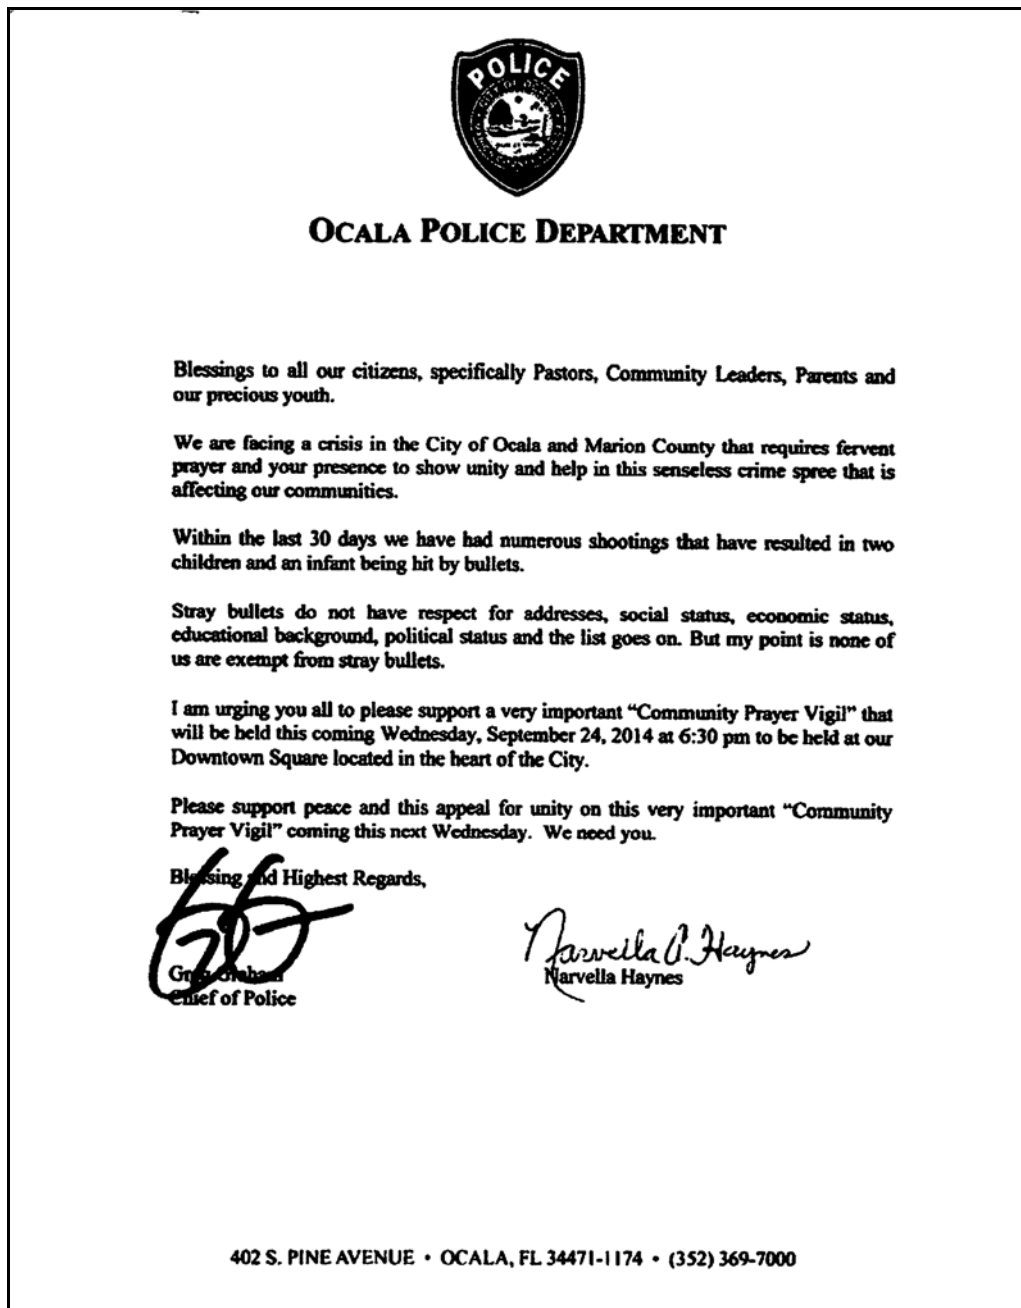 POLICE
OCALA POLICE DEPARTMENT
Blessings to all our citizens, specifically Pastors, Community Leaders, Parents and
our precious youth.
We are facing a crisis in the City of Ocala and Marion County that requires fervent
prayer and your presence to show unity and help in this senseless crime spree that is
affecting our communities.
Within the last 30 days we have had numerous shootings that have resulted in two
children and an infant being hit by bullets.
Stray bullets do not have respect for addresses, social status, economic status,
educational background, political status and the list goes on. But my point is none of
us are exempt from stray bullets.
I am urging you all to please support a very important “Community Prayer Vigil” that
will be held this coming Wednesday, September 24, 2014 at 6:30 pm to be held at our
Downtown Square located in the heart of the City.
Please support peace and this appeal for unity on this very important “Community
Prayer Vigil” coming this next Wednesday. We need you.
Blessing and Highest Regards,
Narvella A. Haynes
Greg Graham
Narvella Haynes
Chief of Police
402 S. PINE AVENUE • OCALA, FL 34471-1174 • (352) 369-7000